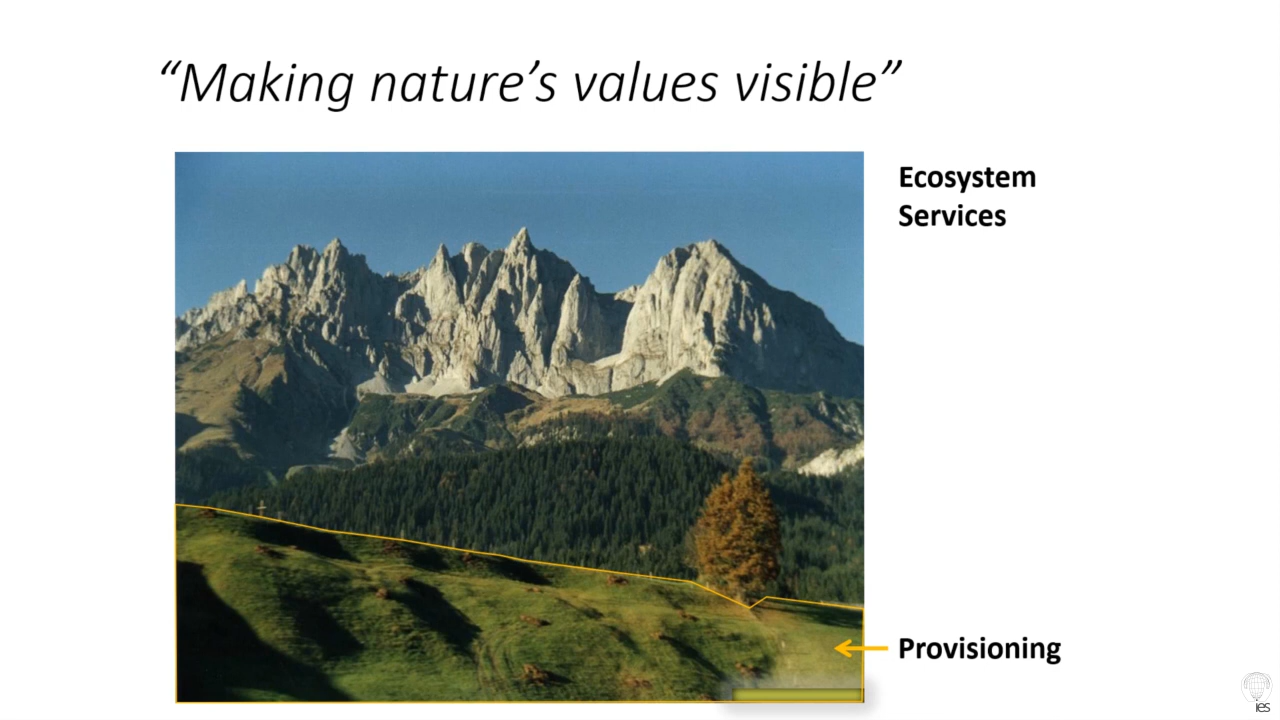 “Making nature’s values visible”
Ecosystem
Services
Provisioning
ies